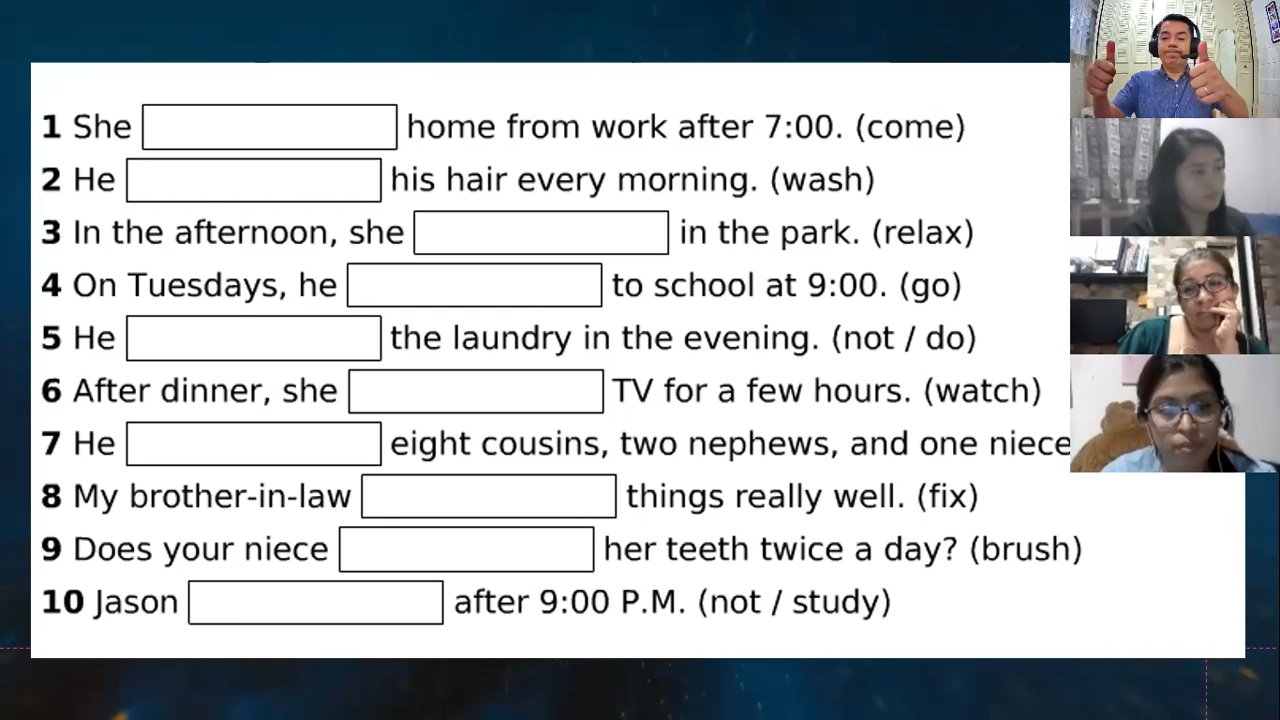 1 She home from work after 7:00. (come)
2 He his hair every morning. (wash)
3 In the afternoon, she in the park. (relax)
4 On Tuesdays, he to school at 9:00. (go)
5 He the laundry in the evening. (not / do)
6 After dinner, she TV for a few hours. (watch)
7 He eight cousins, two nephews, and one niece
8 My brother-in-law things really well. (fix)
9 Does your niece her teeth twice a day? (brush)
10 Jason after 9:00 P.M. (not / study)